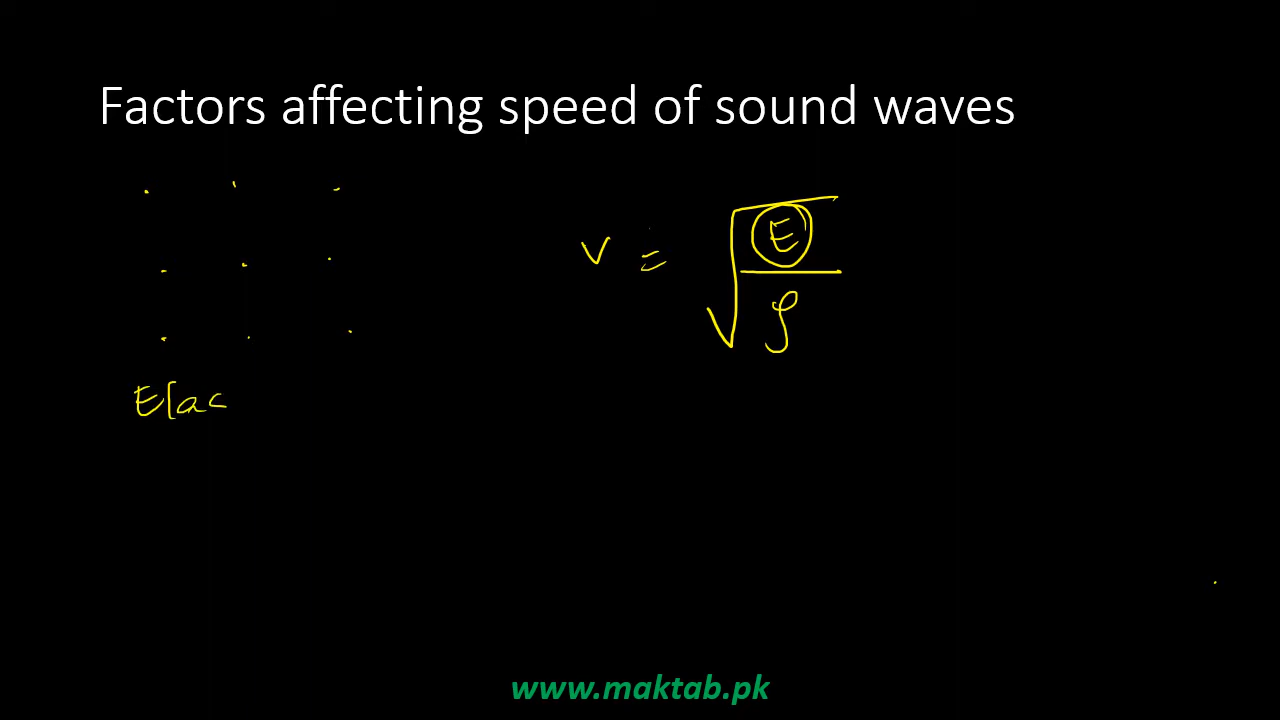 Factors affecting speed of sound waves
v = √(E/ρ)
Elac
www.maktab.pk